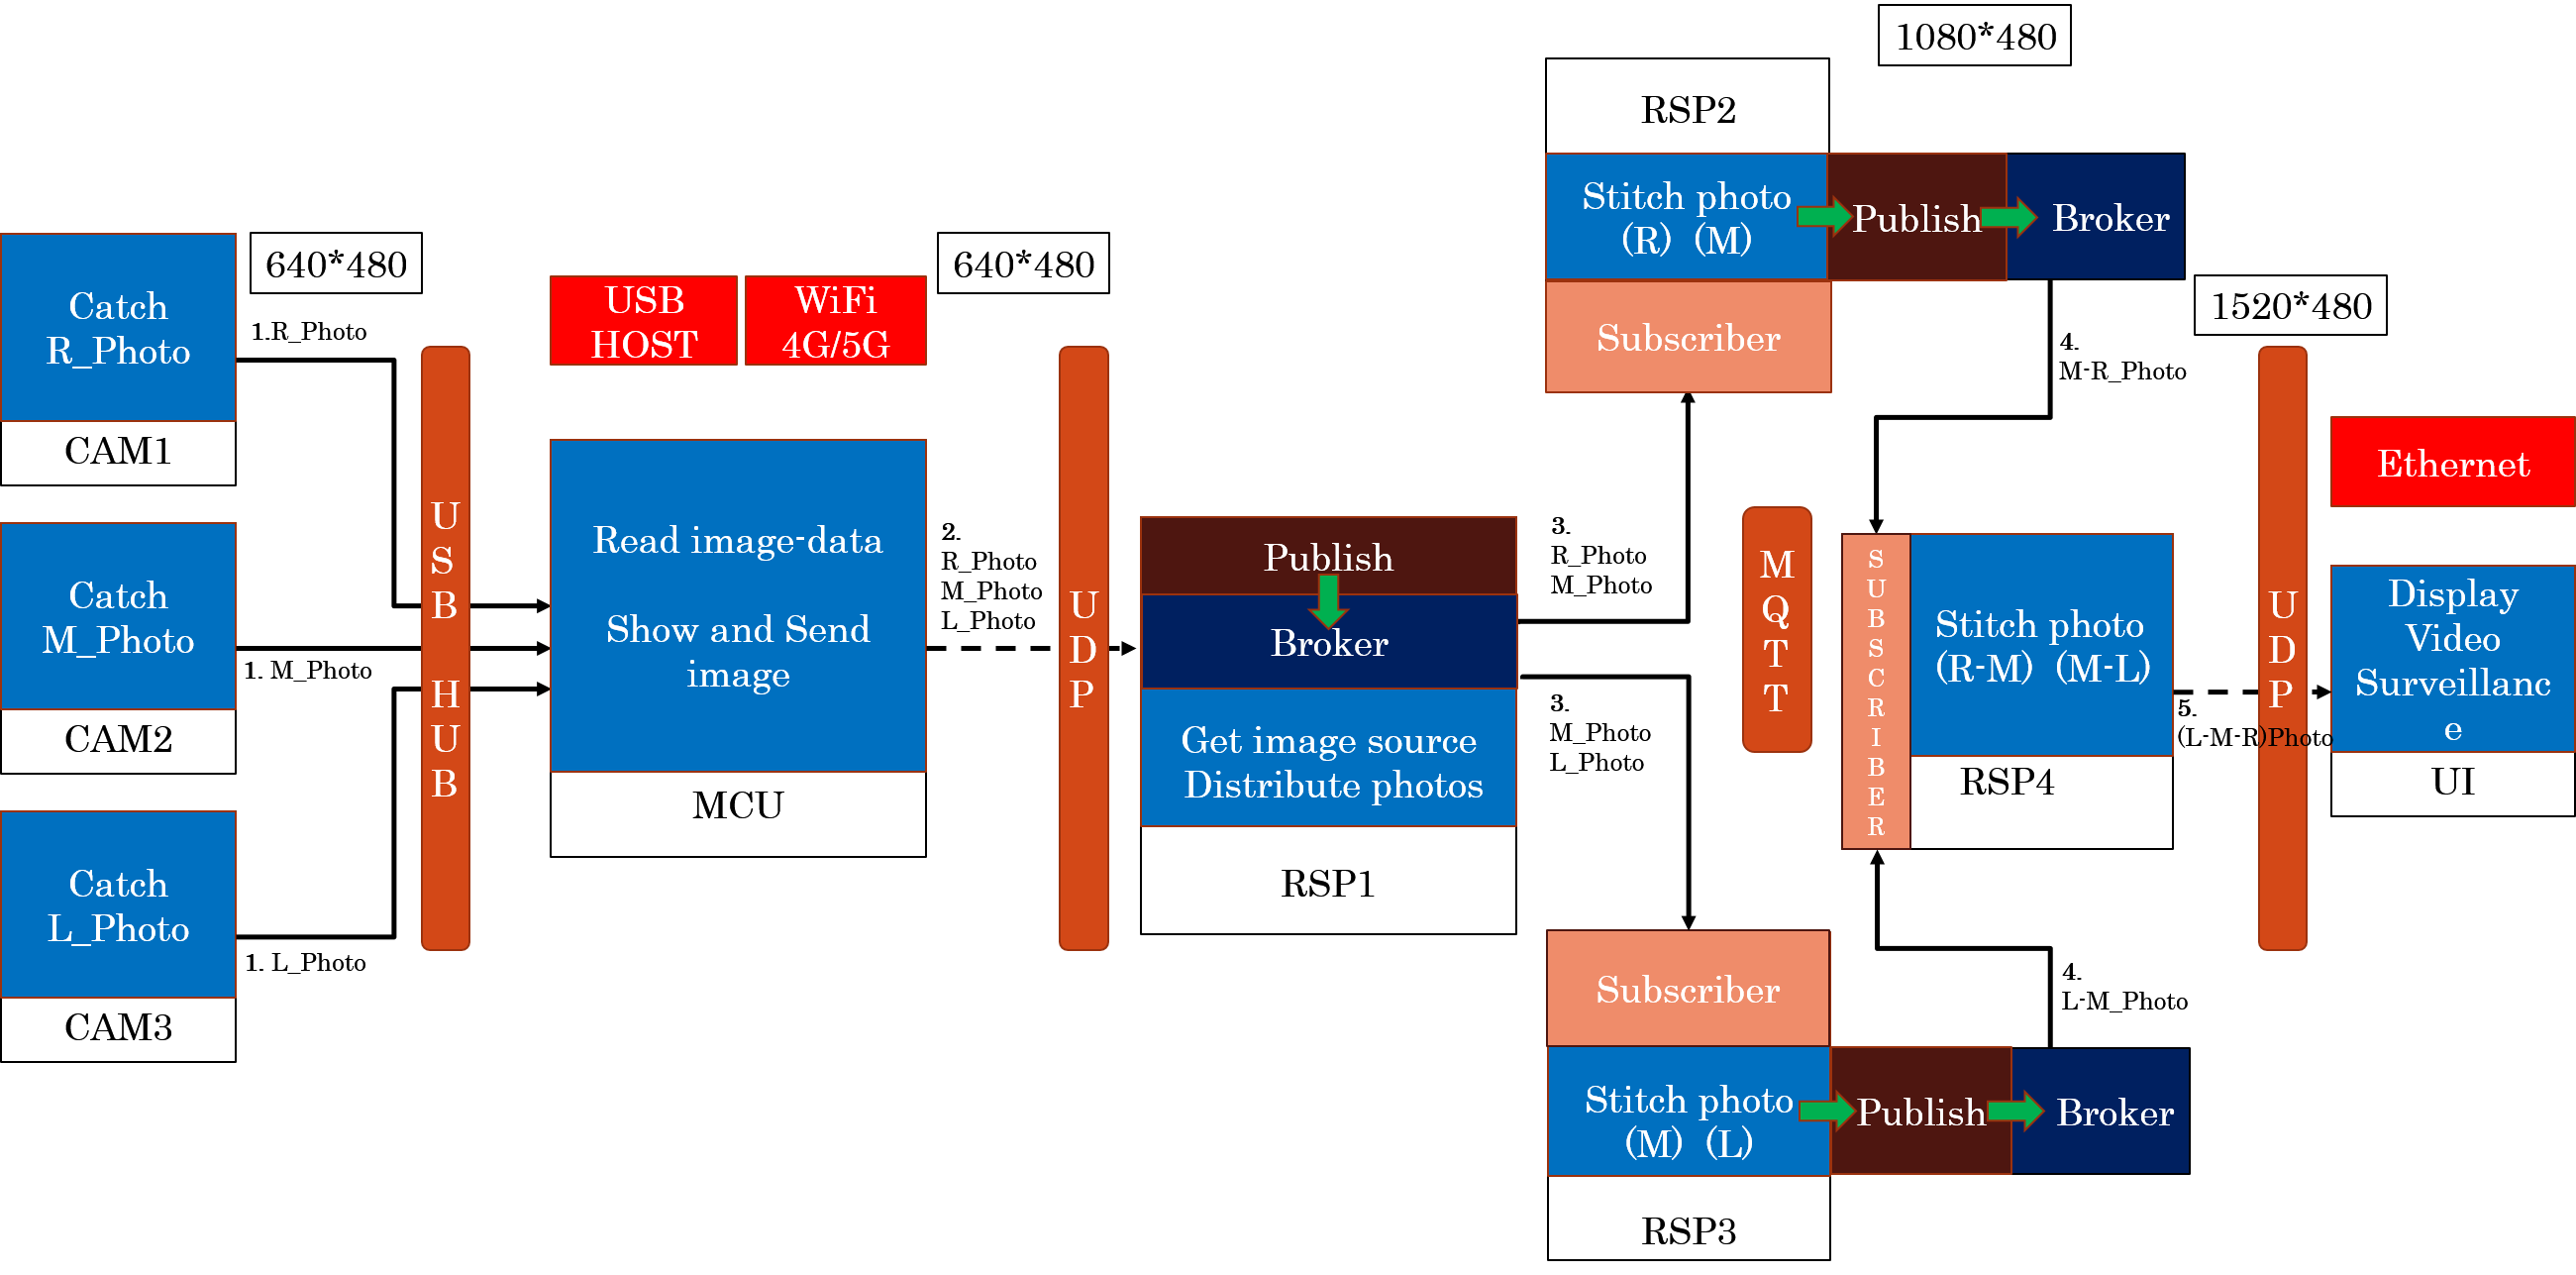 Catch
R_Photo
CAM1
Catch
M_Photo
CAM2
Catch
L_Photo
CAM3
640*480
1.R_Photo
1. M_Photo
1. L_Photo
U
S
B
H
U
B
USB
HOST
WiFi
4G/5G
Read image-data
Show and Send
image
MCU
640*480
2.
R_Photo
M_Photo
L_Photo
U
D
P
Publish
Broker
Get image source
Distribute photos
RSP1
3.
R_Photo
M_Photo
3.
M_Photo
L_Photo
RSP2
Stitch photo
(R) (M)
Publish
Broker
Subscriber
1080*480
M
Q
T
T
Subscriber
Stitch photo
(M) (L)
Publish
Broker
RSP3
4.
M-R_Photo
4.
L-M_Photo
S
U
B
S
C
R
I
B
E
R
Stitch photo
(R-M) (M-L)
RSP4
1520*480
5.
(L-M-R)Photo
U
D
P
Ethernet
Display
Video
Surveillanc
e
UI